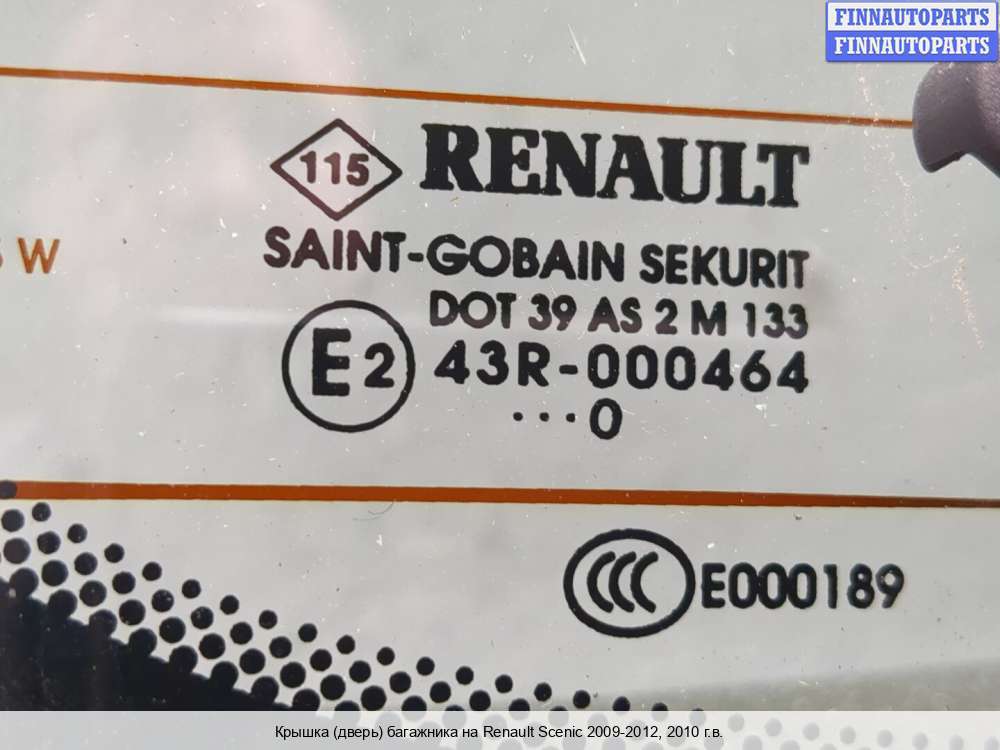 FINNAUTOPARTS
FINNAUTOPARTS
115 RENAULT
SAINT-GOBAIN SEKURIT
W
DOT 39 AS 2 M 133
E2 43R-000464
...0
CCC E000189
Крышка (дверь) багажника на Renault Scenic 2009-2012, 2010 г.в.